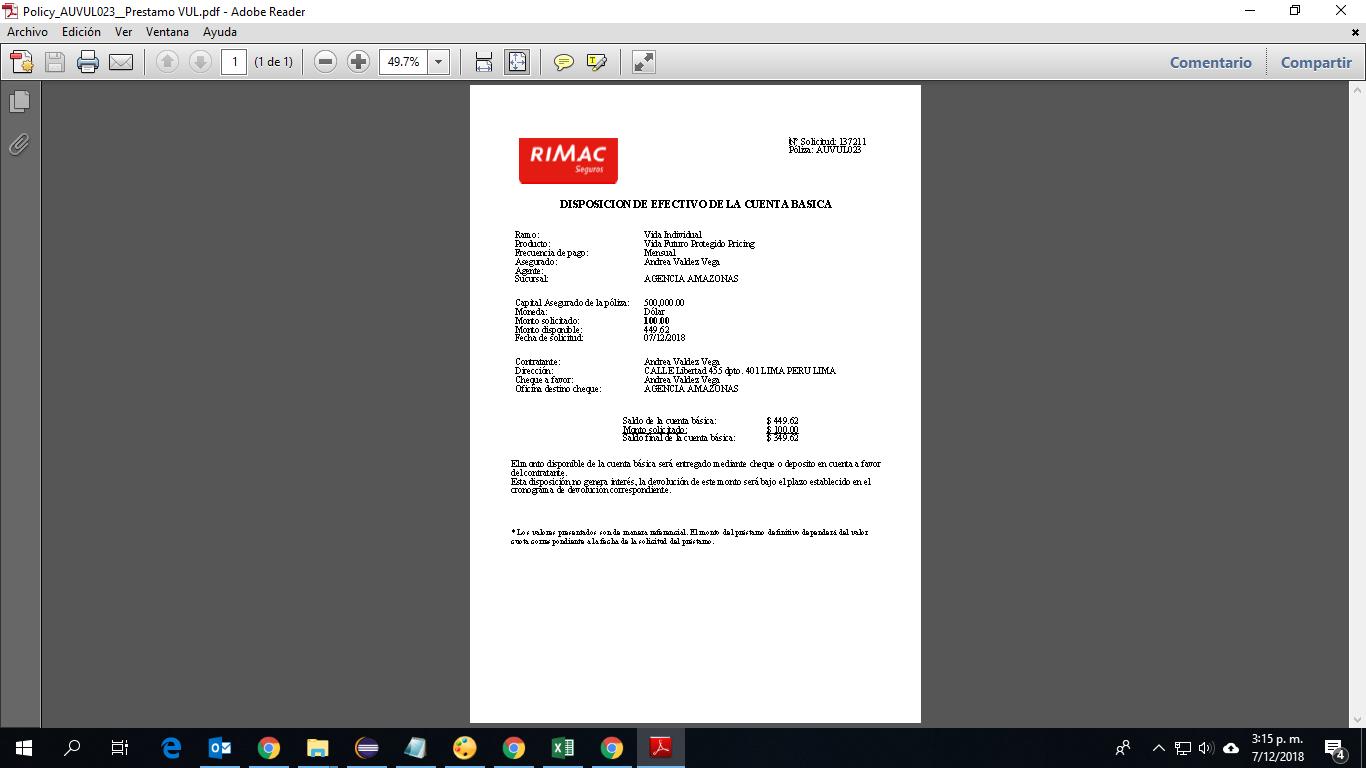 Policy_AUVUL023__Prestamo VUL.pdf - Adobe Reader
Archivo Edición Ver Ventana Ayuda
1 (1 de 1) 49.7% Comentario Compartir
RIMAC
Seguros
Nº Solicitud: 137211
Póliza: AUVUL023
DISPOSICION DE EFECTIVO DE LA CUENTA BASICA
Ramo: Vida Individual
Producto: Vida Futuro Protegido Pricing
Frecuencia de pago: Mensual
Asegurado: Andrea Valdez Vega
Agente:
Sucursal: AGENCIA AMAZONAS
Capital Asegurado de la póliza: 500,000.00
Moneda: Dólar
Monto solicitado: 100.00
Monto disponible: 449.62
Fecha de solicitud: 07/12/2018
Contratante: Andrea Valdez Vega
Dirección: CALLE Libertad 455 dpto. 401 LIMA PERU LIMA
Cheque a favor: Andrea Valdez Vega
Oficina destino cheque: AGENCIA AMAZONAS
Saldo de la cuenta básica: $ 449.62
Monto solicitado: $ 100.00
Saldo final de la cuenta básica: $ 349.62
El monto disponible de la cuenta básica será entregado mediante cheque o deposito en cuenta a favor
del contratante.
Esta disposición no genera interés, la devolución de este monto será bajo el plazo establecido en el
cronograma de devolución correspondiente.
* Los valores presentados son de manera referencial. El monto del préstamo definitivo dependerá del valor
cuota correspondiente a la fecha de la solicitud del préstamo.
3:15 p. m.
7/12/2018
4